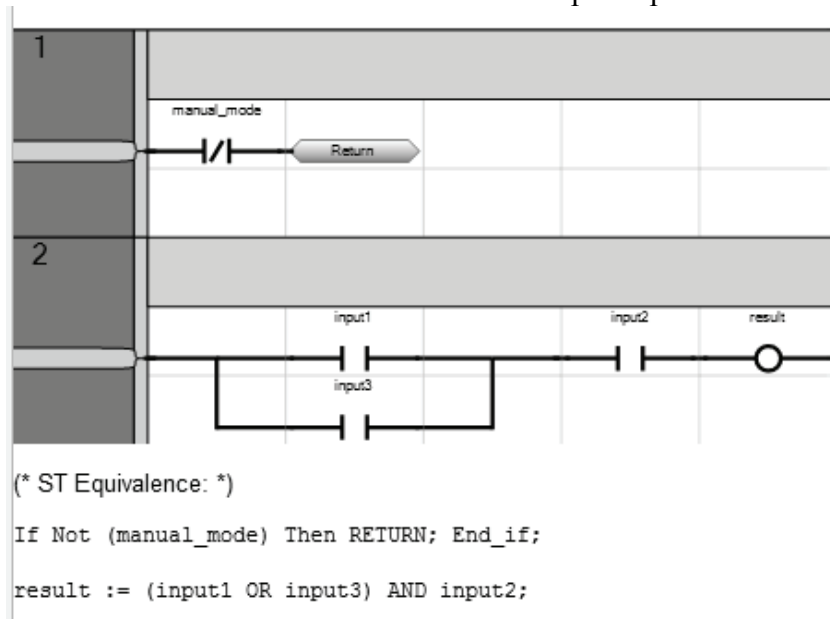 1
manual_mode
Return
2
input1 input2 result
input3
(* ST Equivalence: *)
If Not (manual_mode) Then RETURN; End_if;
result := (input1 OR input3) AND input2;